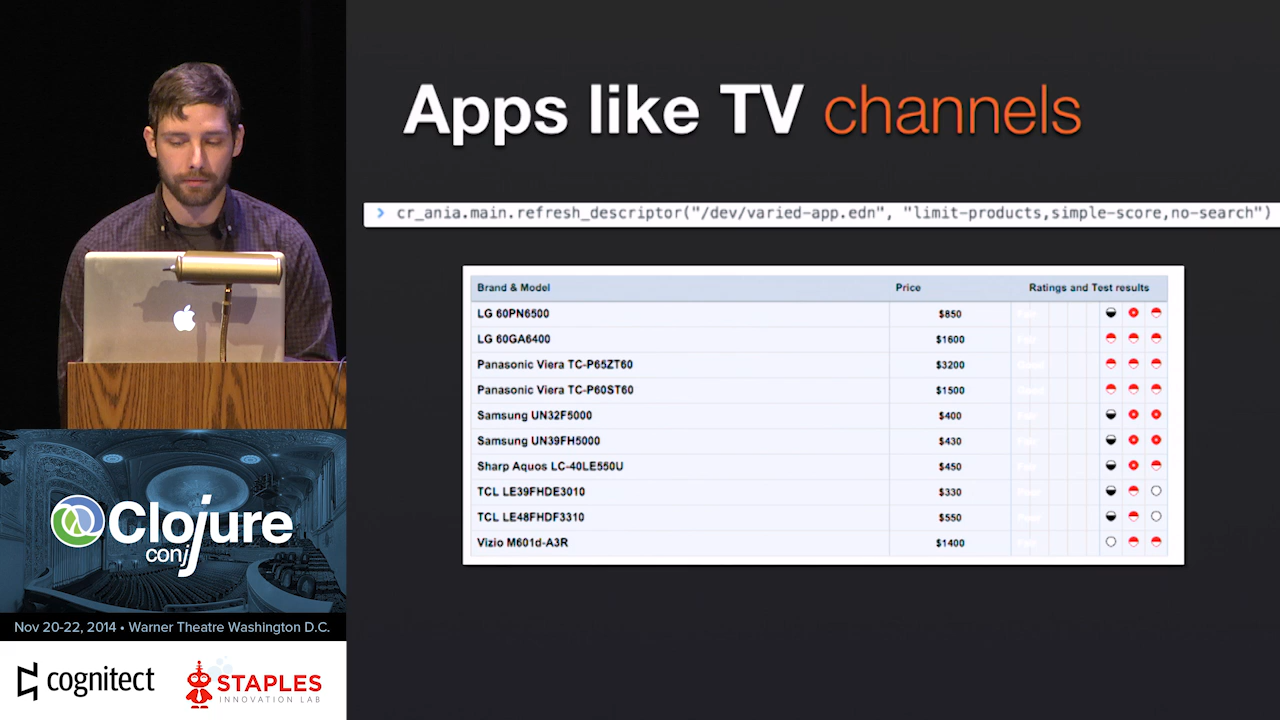 Apps like TV channels
> cr_ania.main.refresh_descriptor("/dev/varied-app.edn", "limit-products,simple-score,no-search")
Brand & Model Price Ratings and Test results
LG 60PN6500 $850
LG 60GA6400 $1600
Panasonic Viera TC-P65ZT60 $3200
Panasonic Viera TC-P60ST60 $1500
Samsung UN32F5000 $400
Samsung UN39FH5000 $430
Sharp Aquos LC-40LE550U $450
TCL LE39FHDE3010 $330
TCL LE48FHDF3310 $550
Vizio M601d-A3R $1400
Clojure
conj
Nov 20-22, 2014 • Warner Theatre Washington D.C.
cognitect
STAPLES
INNOVATION LAB